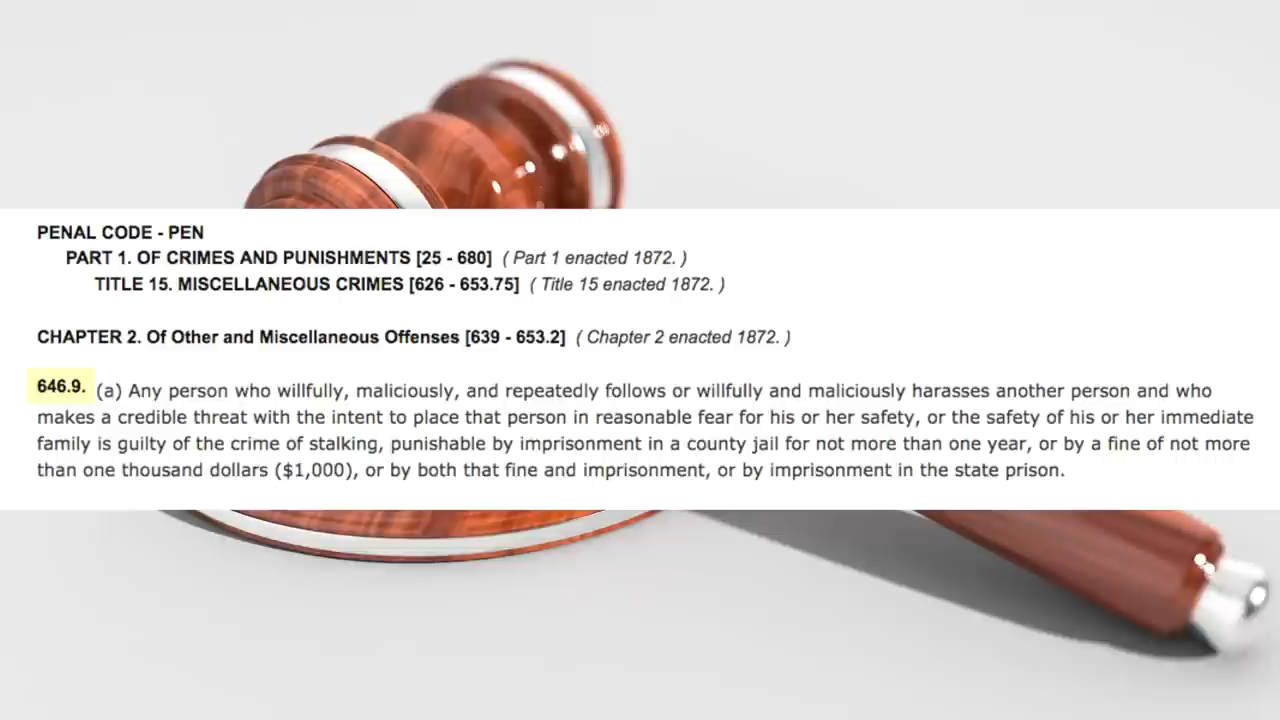 PENAL CODE - PEN
PART 1. OF CRIMES AND PUNISHMENTS [25 - 680] ( Part 1 enacted 1872. )
TITLE 15. MISCELLANEOUS CRIMES [626 - 653.75] ( Title 15 enacted 1872. )
CHAPTER 2. Of Other and Miscellaneous Offenses [639 - 653.2] ( Chapter 2 enacted 1872. )
646.9. (a) Any person who willfully, maliciously, and repeatedly follows or willfully and maliciously harasses another person and who
makes a credible threat with the intent to place that person in reasonable fear for his or her safety, or the safety of his or her immediate
family is guilty of the crime of stalking, punishable by imprisonment in a county jail for not more than one year, or by a fine of not more
than one thousand dollars ($1,000), or by both that fine and imprisonment, or by imprisonment in the state prison.